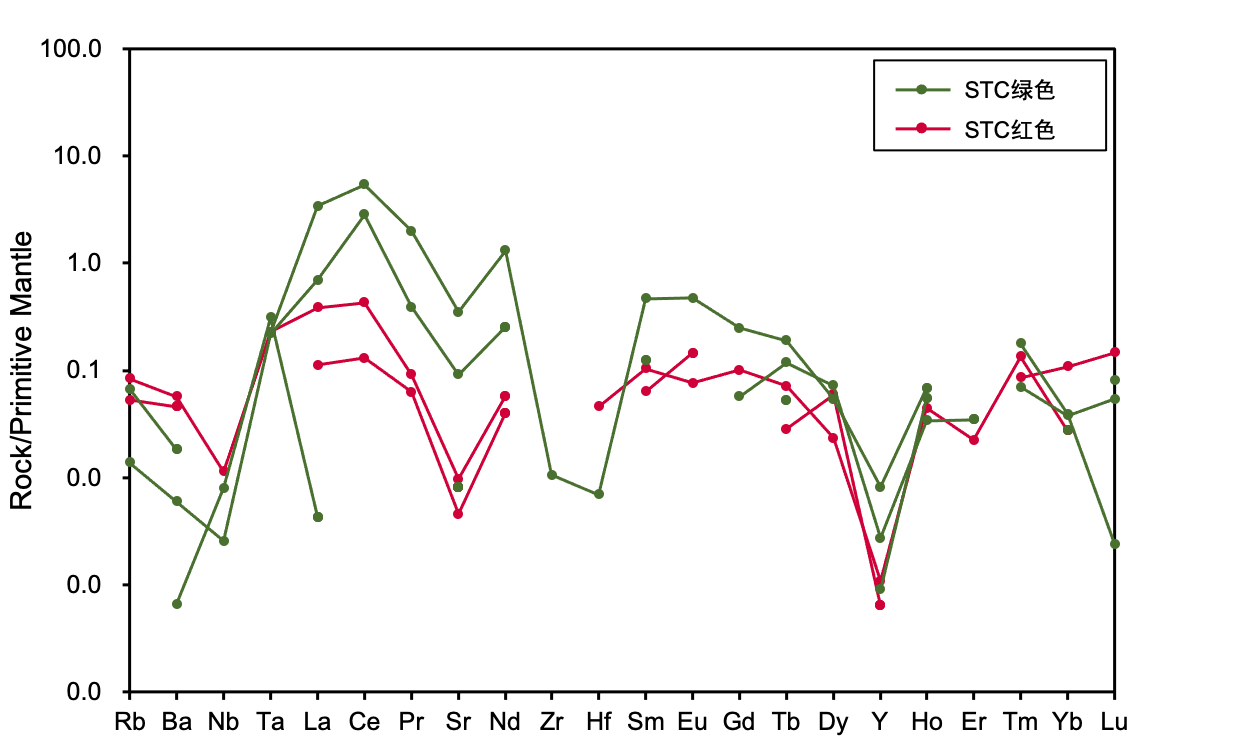 100.0
10.0
1.0
0.1
0.0
0.0
0.0
Rock/Primitive Mantle
STC绿色
STC红色
Rb Ba Nb Ta La Ce Pr Sr Nd Zr Hf Sm Eu Gd Tb Dy Y Ho Er Tm Yb Lu